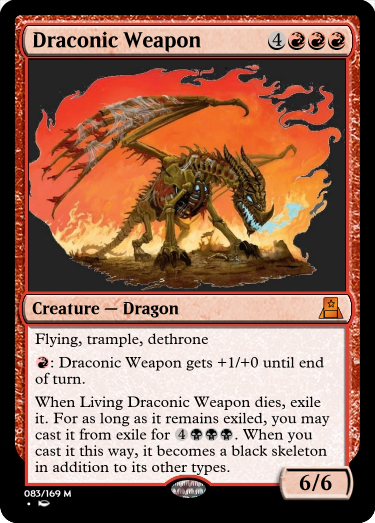 Draconic Weapon 4
Creature — Dragon
Flying, trample, dethrone
: Draconic Weapon gets +1/+0 until end
of turn.
When Living Draconic Weapon dies, exile
it. For as long as it remains exiled, you may
cast it from exile for 4 . When you
cast it this way, it becomes a black skeleton
in addition to its other types.
6/6
083/169 M